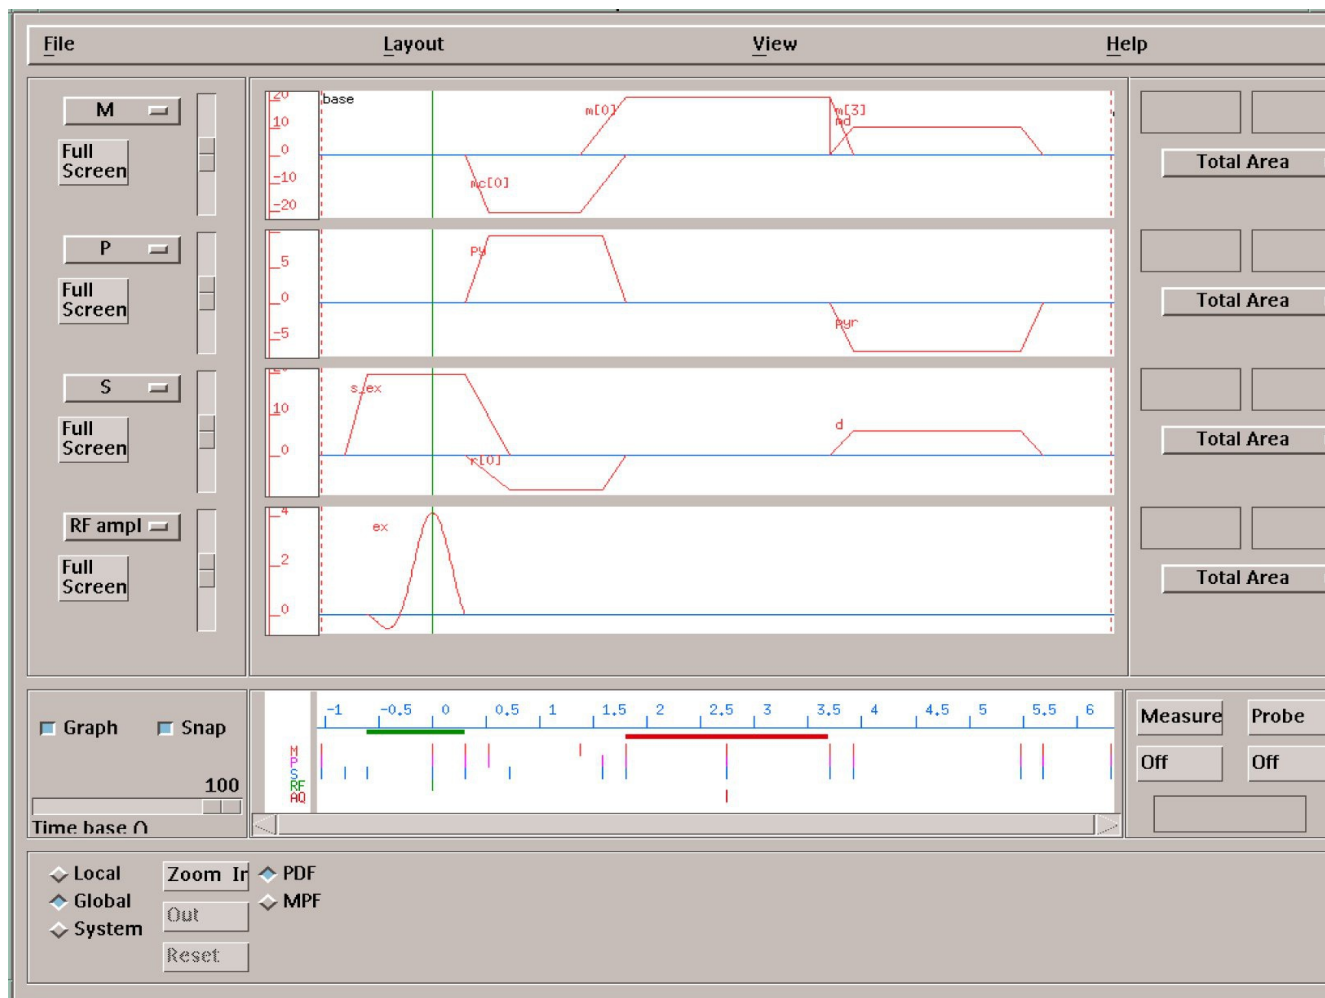 File Layout View Help
M
Full
Screen
20
10
0
-10
-20
base
mc[0]
m[0]
m[3]
md
Total Area
P
Full
Screen
5
0
-5
py
pyr
Total Area
S
Full
Screen
10
0
s_ex
r[0]
d
Total Area
RF ampl
Full
Screen
4
2
0
ex
Total Area
Graph Snap
100
Time base
-1 -0.5 0 0.5 1 1.5 2 2.5 3 3.5 4 4.5 5 5.5 6
M
P
S
RF
AQ
Measure Probe
Off Off
Local
Global
System
Zoom In
Out
Reset
PDF
MPF